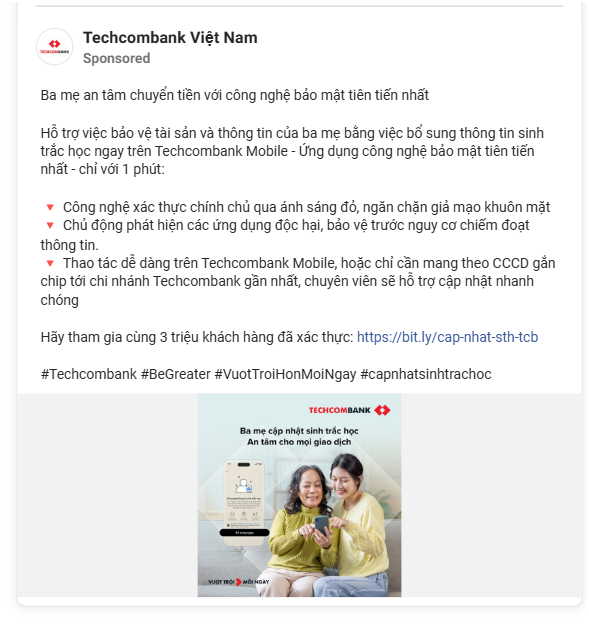 Techcombank Việt Nam
Sponsored
Ba mẹ an tâm chuyển tiền với công nghệ bảo mật tiên tiến nhất
Hỗ trợ việc bảo vệ tài sản và thông tin của ba mẹ bằng việc bổ sung thông tin sinh
trắc học ngay trên Techcombank Mobile - Ứng dụng công nghệ bảo mật tiên tiến
nhất - chỉ với 1 phút:
🔻 Công nghệ xác thực chính chủ qua ánh sáng đỏ, ngăn chặn giả mạo khuôn mặt
🔻 Chủ động phát hiện các ứng dụng độc hại, bảo vệ trước nguy cơ chiếm đoạt
thông tin.
🔻 Thao tác dễ dàng trên Techcombank Mobile, hoặc chỉ cần mang theo CCCD gắn
chip tới chi nhánh Techcombank gần nhất, chuyên viên sẽ hỗ trợ cập nhật nhanh
chóng
Hãy tham gia cùng 3 triệu khách hàng đã xác thực: https://bit.ly/cap-nhat-sth-tcb
#Techcombank #BeGreater #VuotTroiHonMoiNgay #capnhatsinhtrachoc
TECHCOMBANK
Ba mẹ cập nhật sinh trắc học
An tâm cho mọi giao dịch
VƯỢT TRỘI MỖI NGÀY